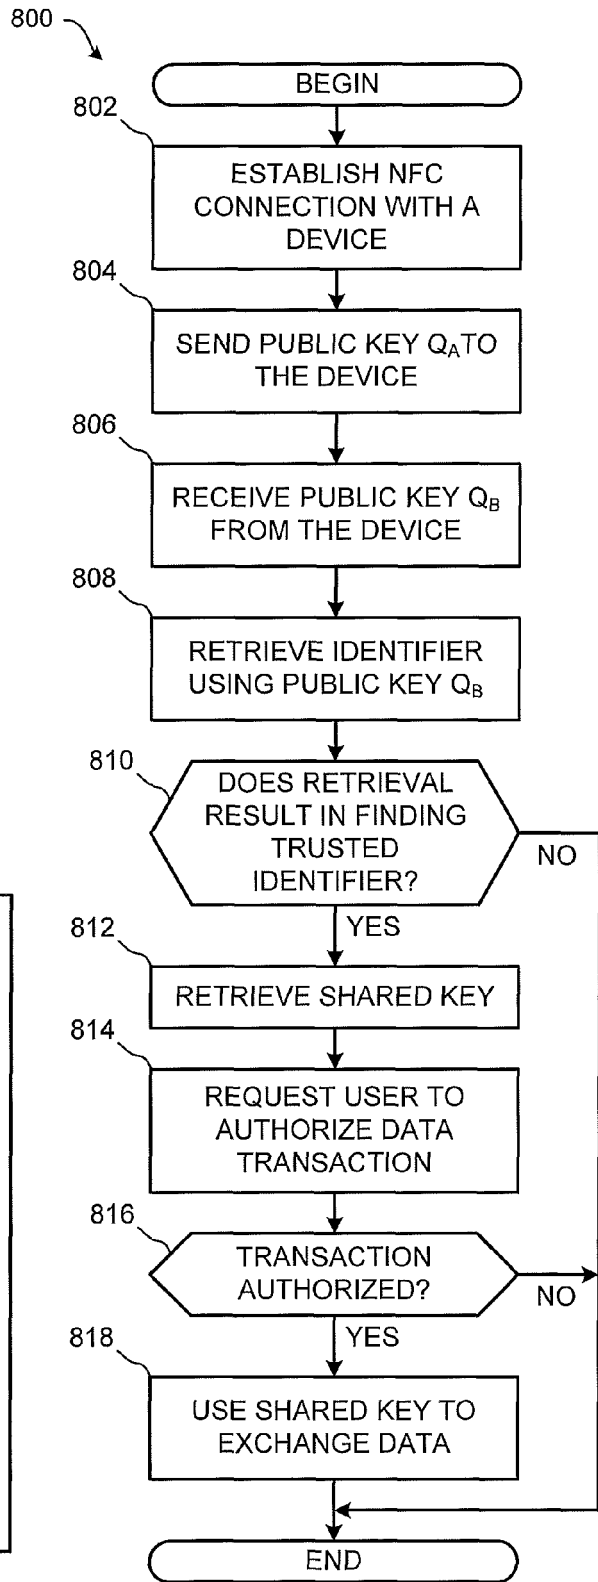 800
BEGIN
802
ESTABLISH NFC
CONNECTION WITH A
DEVICE
804
SEND PUBLIC KEY QA TO
THE DEVICE
806
RECEIVE PUBLIC KEY QB
FROM THE DEVICE
808
RETRIEVE IDENTIFIER
USING PUBLIC KEY QB
810
DOES RETRIEVAL
RESULT IN FINDING
TRUSTED
IDENTIFIER?
NO
YES
812
RETRIEVE SHARED KEY
814
REQUEST USER TO
AUTHORIZE DATA
TRANSACTION
816
TRANSACTION
AUTHORIZED?
NO
YES
818
USE SHARED KEY TO
EXCHANGE DATA
END